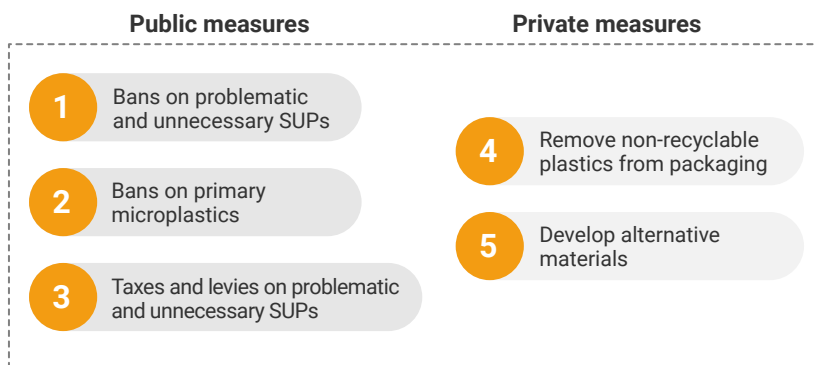 Public measures
Private measures
1
Bans on problematic
and unnecessary SUPs
2
Bans on primary
microplastics
3
Taxes and levies on problematic
and unnecessary SUPs
4
Remove non-recyclable
plastics from packaging
5
Develop alternative
materials